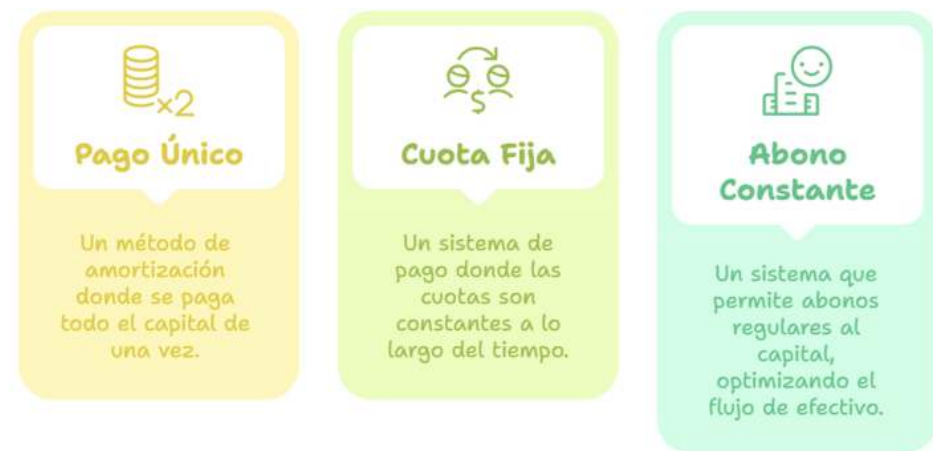 ×2
Pago Único
Un método de
amortización
donde se paga
todo el capital de
una vez.
$
Cuota Fija
Un sistema de
pago donde las
cuotas son
constantes a lo
largo del tiempo.
Abono
Constante
Un sistema que
permite abonos
regulares al
capital,
optimizando el
flujo de efectivo.